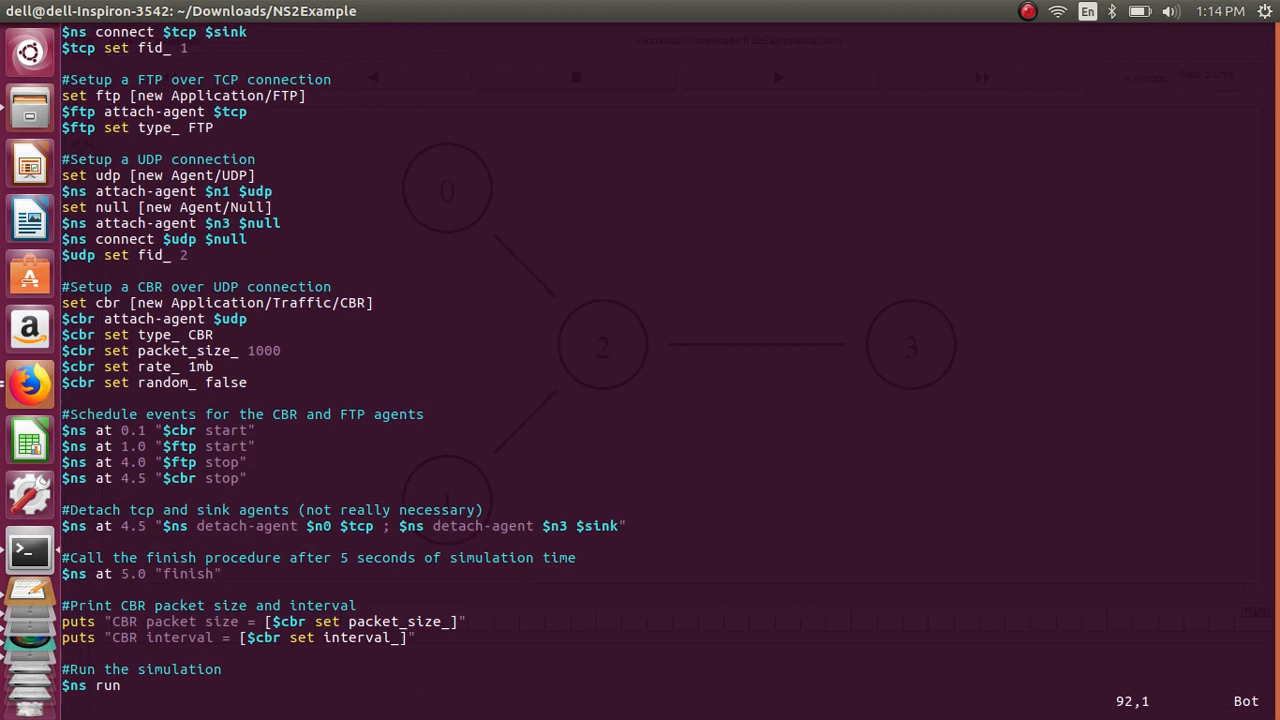 dell@dell-Inspiron-3542: ~/Downloads/NS2Example
En
1:14 PM
$ns connect $tcp $sink
$tcp set fid_ 1
#Setup a FTP over TCP connection
set ftp [new Application/FTP]
$ftp attach-agent $tcp
$ftp set type_ FTP
#Setup a UDP connection
set udp [new Agent/UDP]
$ns attach-agent $n1 $udp
set null [new Agent/Null]
$ns attach-agent $n3 $null
$ns connect $udp $null
$udp set fid_ 2
#Setup a CBR over UDP connection
set cbr [new Application/Traffic/CBR]
$cbr attach-agent $udp
$cbr set type_ CBR
$cbr set packet_size_ 1000
$cbr set rate_ 1mb
$cbr set random_ false
#Schedule events for the CBR and FTP agents
$ns at 0.1 "$cbr start"
$ns at 1.0 "$ftp start"
$ns at 4.0 "$ftp stop"
$ns at 4.5 "$cbr stop"
#Detach tcp and sink agents (not really necessary)
$ns at 4.5 "$ns detach-agent $n0 $tcp ; $ns detach-agent $n3 $sink"
#Call the finish procedure after 5 seconds of simulation time
$ns at 5.0 "finish"
#Print CBR packet size and interval
puts "CBR packet size = [$cbr set packet_size_]"
puts "CBR interval = [$cbr set interval_]"
#Run the simulation
$ns run
92,1
Bot
0
2
3
1